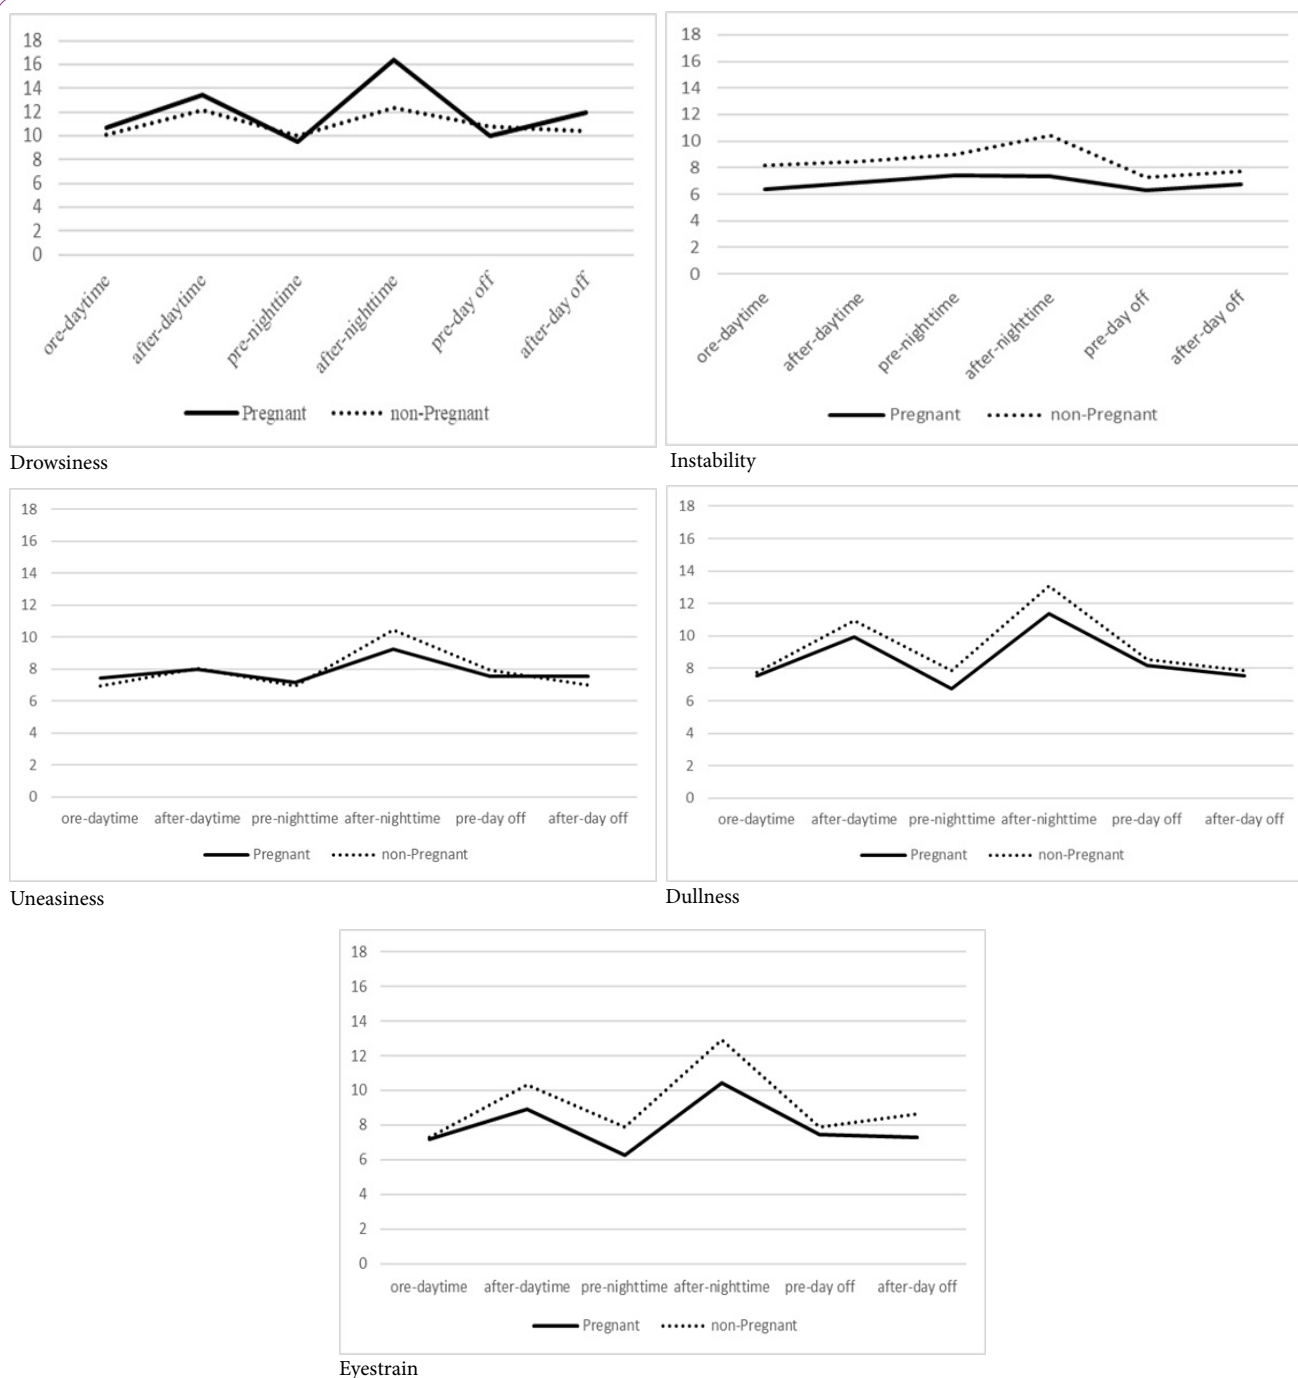 18
16
14
12
10
8
6
4
2
0
ore-daytime
after-daytime
pre-nighttime
after-nighttime
pre-day off
after-day off
Pregnant non-Pregnant
Drowsiness
18
16
14
12
10
8
6
4
2
0
ore-daytime
after-daytime
pre-nighttime
after-nighttime
pre-day off
after-day off
Pregnant non-Pregnant
Instability
18
16
14
12
10
8
6
4
2
0
ore-daytime after-daytime pre-nighttime after-nighttime pre-day off after-day off
Pregnant non-Pregnant
Uneasiness
18
16
14
12
10
8
6
4
2
0
ore-daytime after-daytime pre-nighttime after-nighttime pre-day off after-day off
Pregnant non-Pregnant
Dullness
18
16
14
12
10
8
6
4
2
0
ore-daytime after-daytime pre-nighttime after-nighttime pre-day off after-day off
Pregnant non-Pregnant
Eyestrain